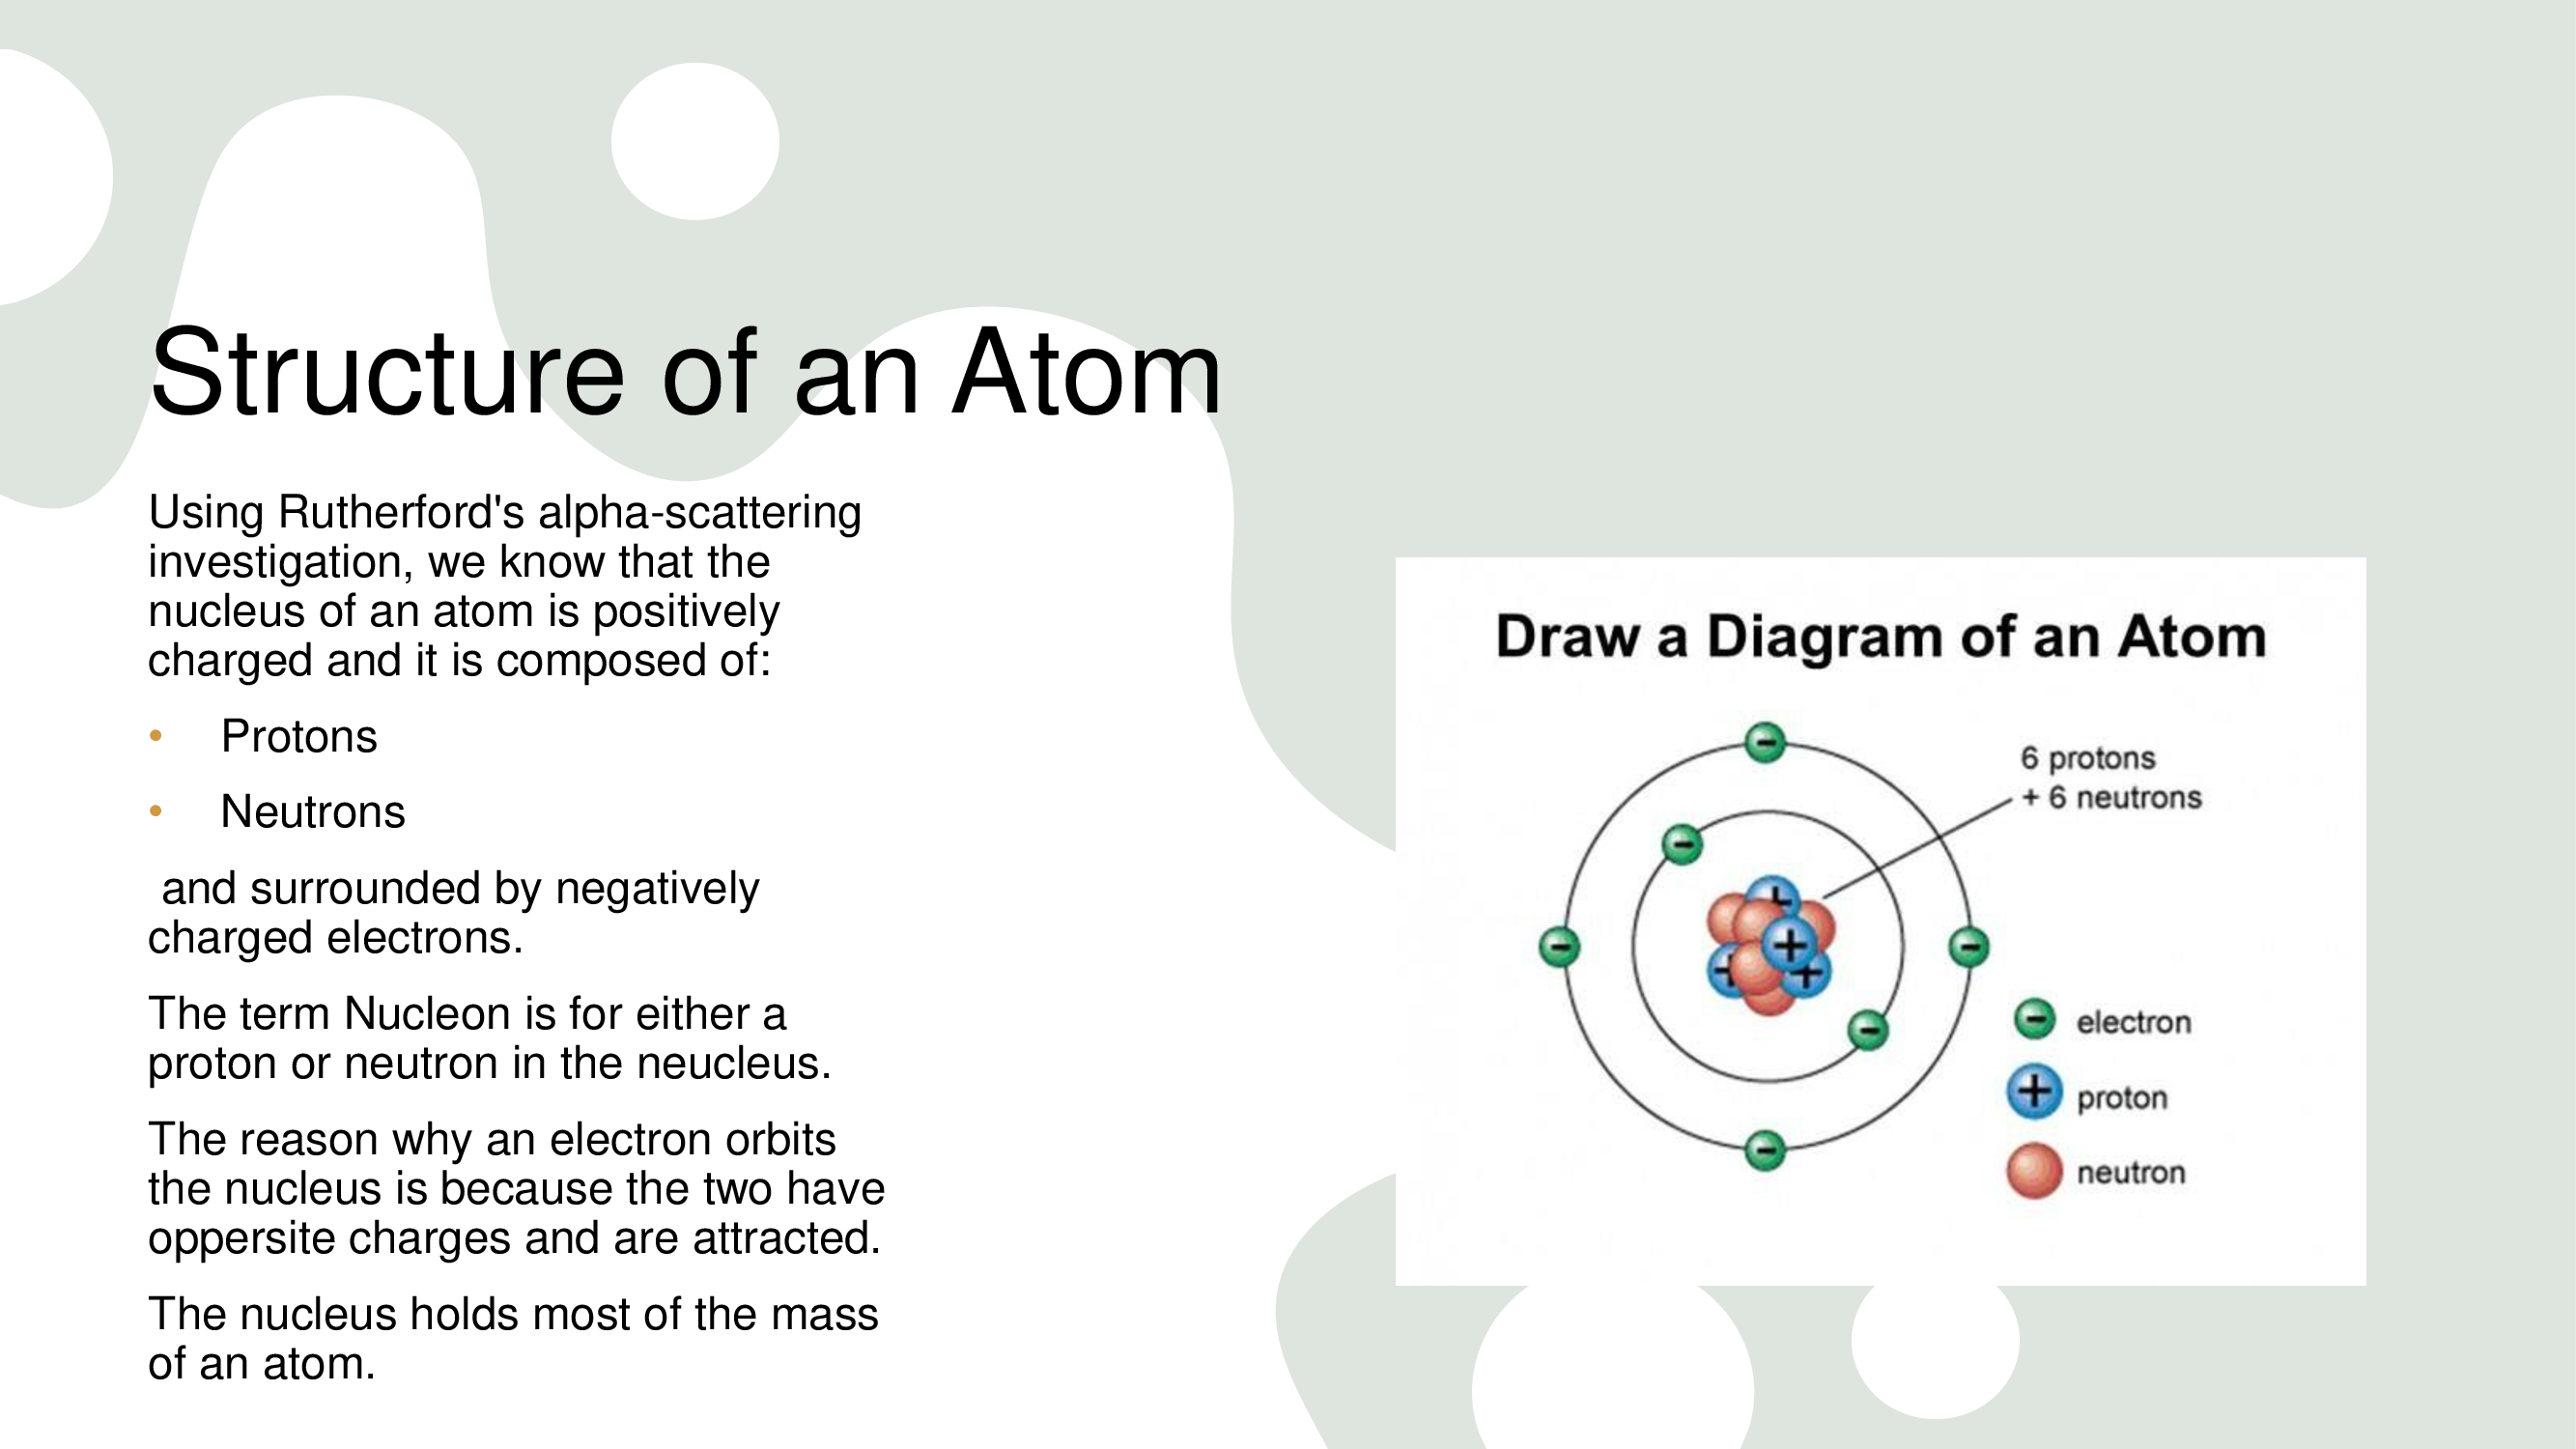 Structure of an Atom
Using Rutherford's alpha-scattering
investigation, we know that the
nucleus of an atom is positively
charged and it is composed of:
• Protons
• Neutrons
and surrounded by negatively
charged electrons.
The term Nucleon is for either a
proton or neutron in the neucleus.
The reason why an electron orbits
the nucleus is because the two have
oppersite charges and are attracted.
The nucleus holds most of the mass
of an atom.
Draw a Diagram of an Atom
6 protons
+ 6 neutrons
electron
proton
neutron